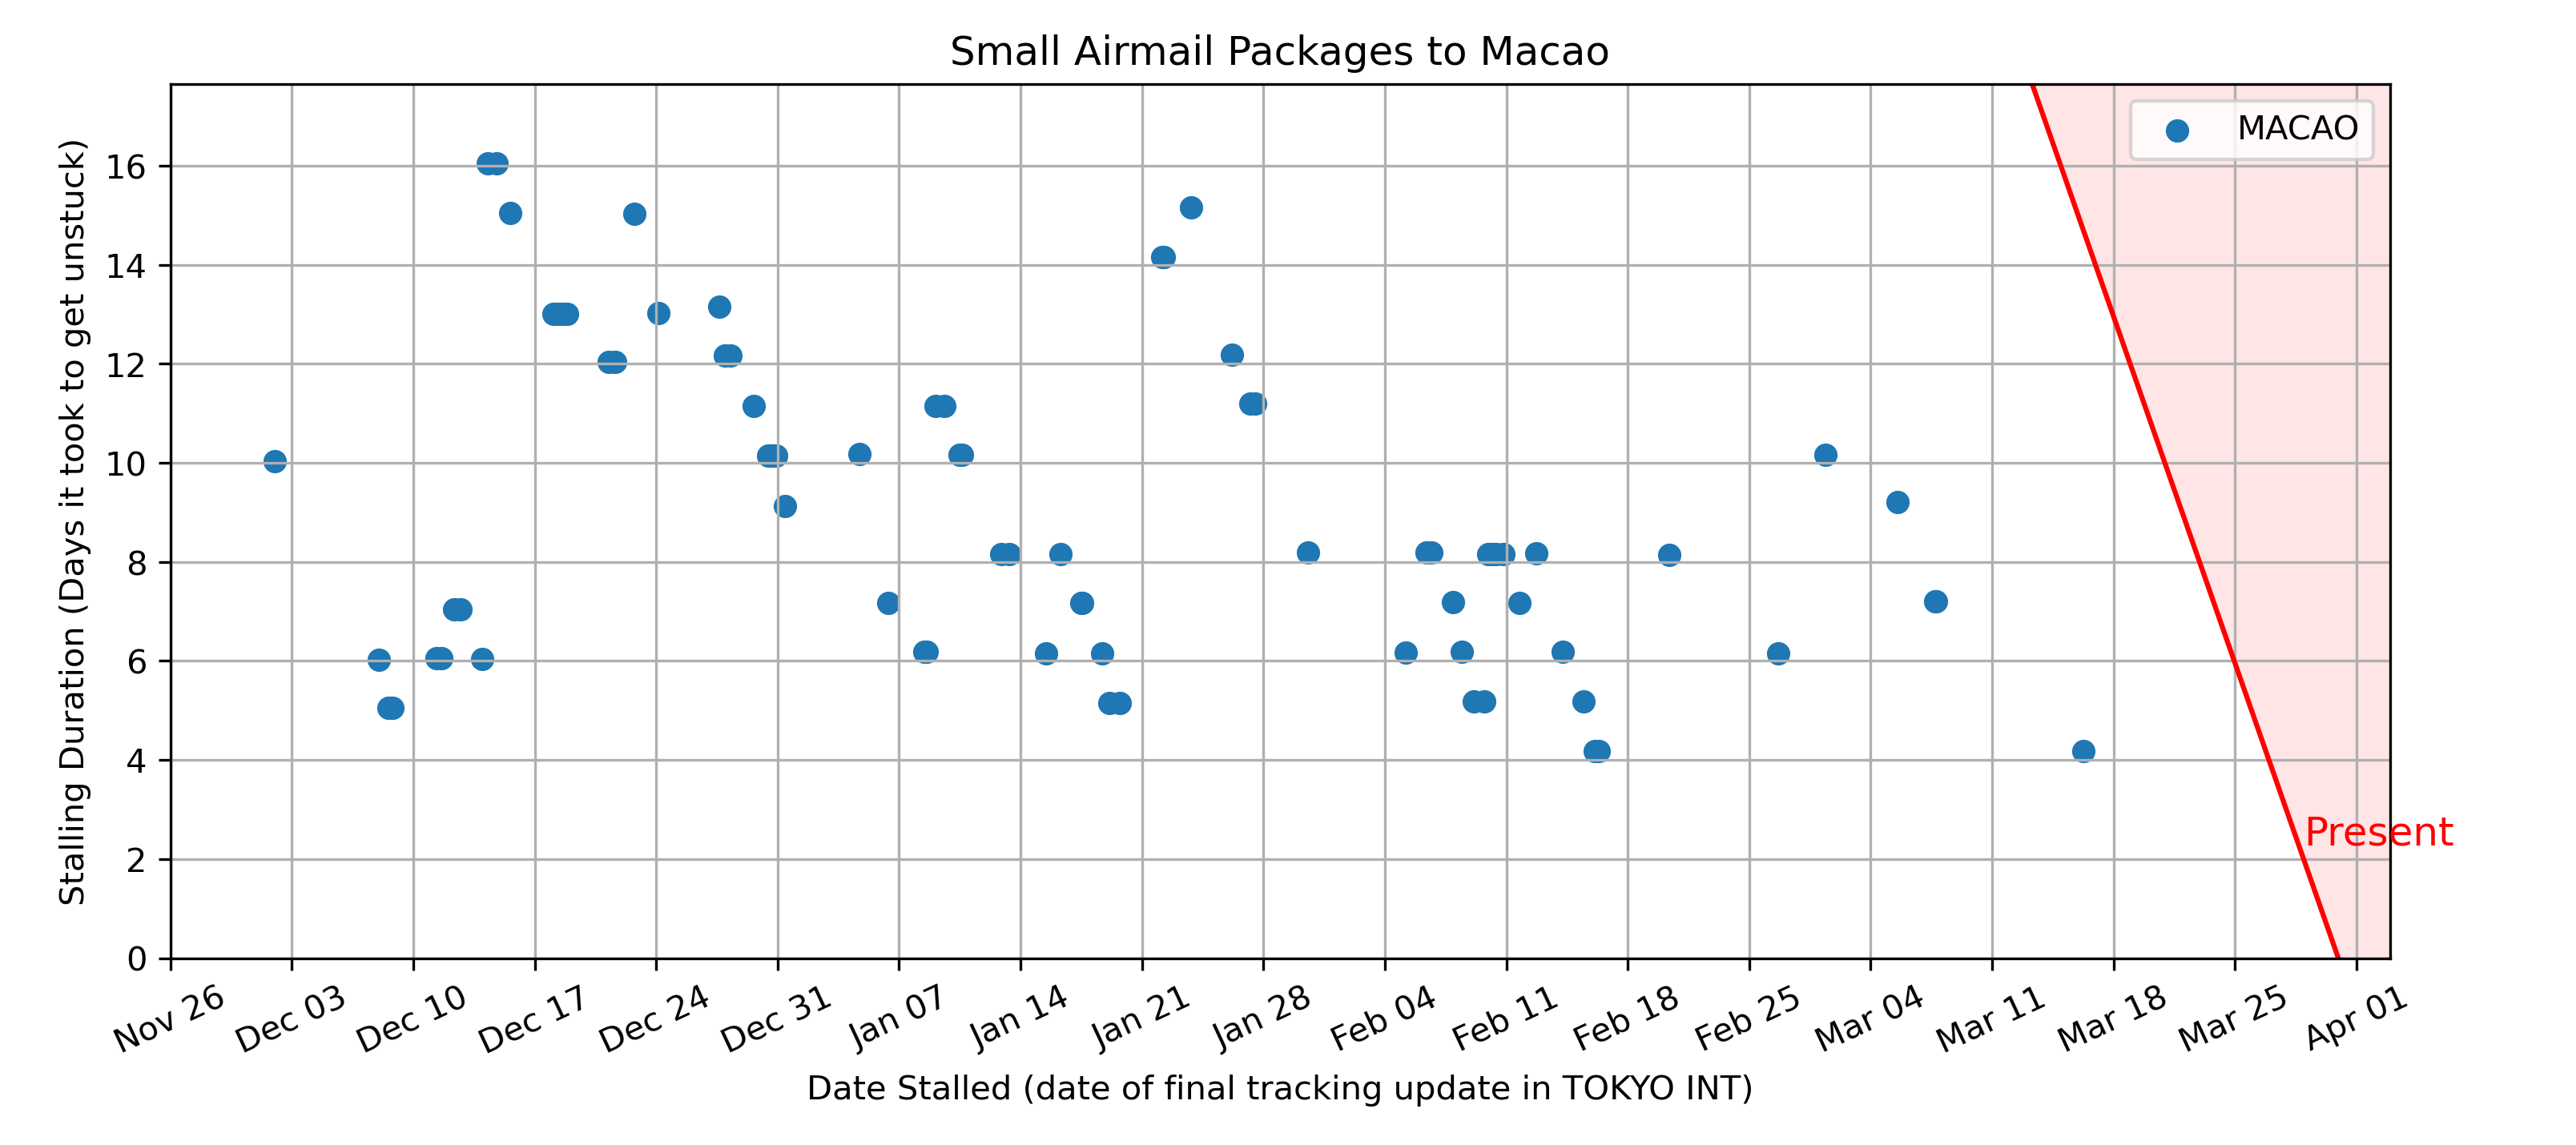 Small Airmail Packages to Macao
MACAO
Stalling Duration (Days it took to get unstuck)
16
14
12
10
8
6
4
2
0
Present
Nov 26 Dec 03 Dec 10 Dec 17 Dec 24 Dec 31 Jan 07 Jan 14 Jan 21 Jan 28 Feb 04 Feb 11 Feb 18 Feb 25 Mar 04 Mar 11 Mar 18 Mar 25 Apr 01
Date Stalled (date of final tracking update in TOKYO INT)